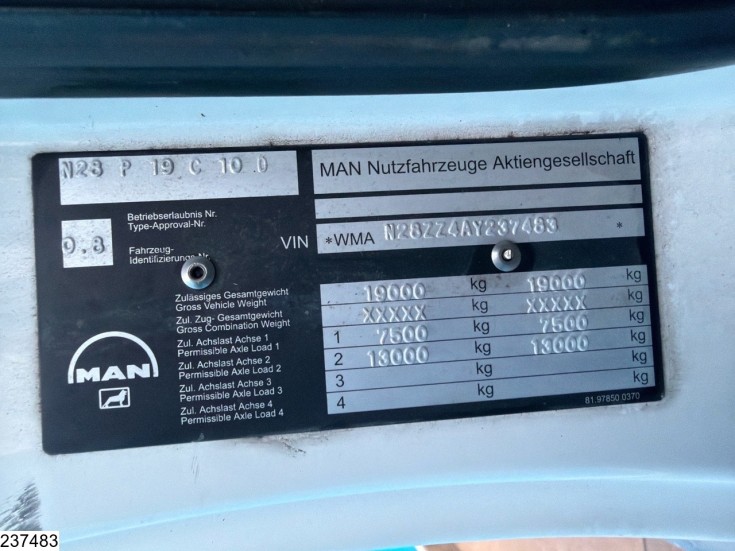 N28 P 19 C 10 D
MAN Nutzfahrzeuge Aktiengesellschaft
9.8
Betriebserlaubnis Nr.
Type-Approval-Nr.
Fahrzeug-
Identifizierungs Nr.
VIN *WMA N28ZZ4AY237483 *
Zulässiges Gesamtgewicht
Gross Vehicle Weight
19000 kg 19000 kg
Zul. Zug- Gesamtgewicht
Gross Combination Weight
XXXXX kg XXXXX kg
Zul. Achslast Achse 1
Permissible Axle Load 1
1 7500 kg 7500 kg
Zul. Achslast Achse 2
Permissible Axle Load 2
2 13000 kg 13000 kg
Zul. Achslast Achse 3
Permissible Axle Load 3
3 kg kg
Zul. Achslast Achse 4
Permissible Axle Load 4
4 kg kg
MAN
81.97850.0370
237483